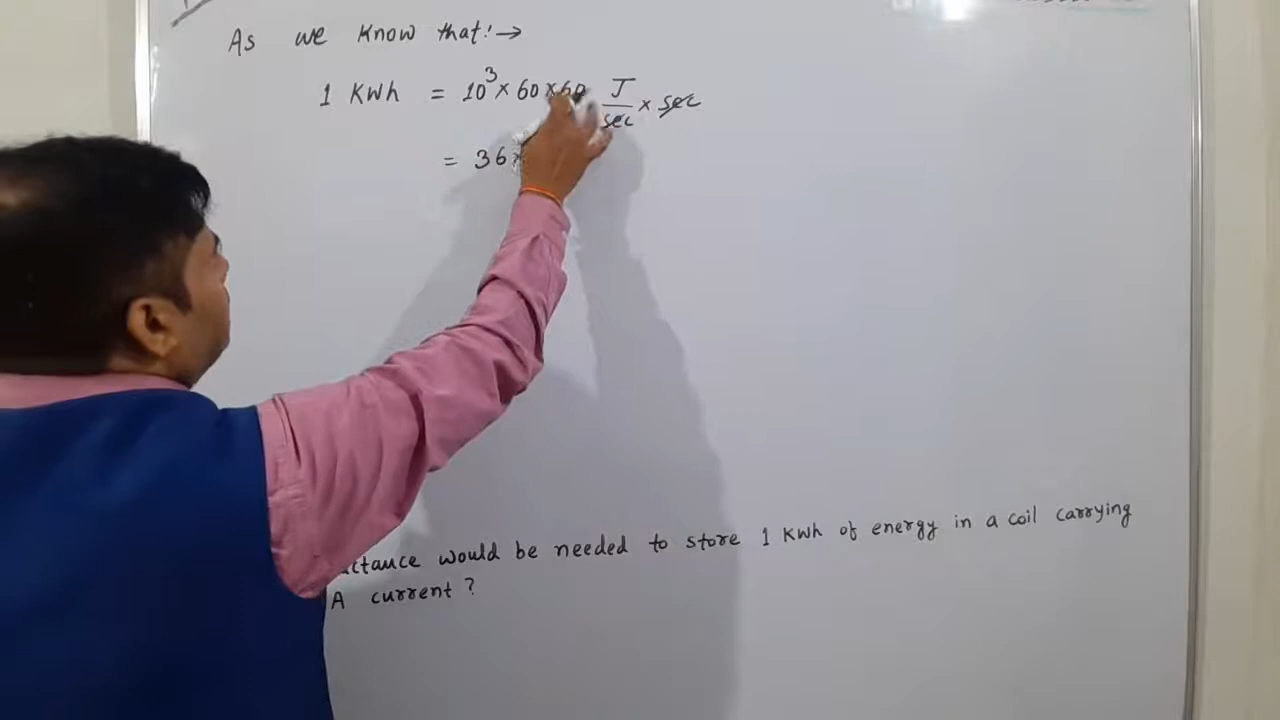 As we know that:→
1 KWh = 10³ × 60 × 60 J/sec × sec
= 36 ×
would be needed to store 1 KWh of energy in a coil carrying
A current ?